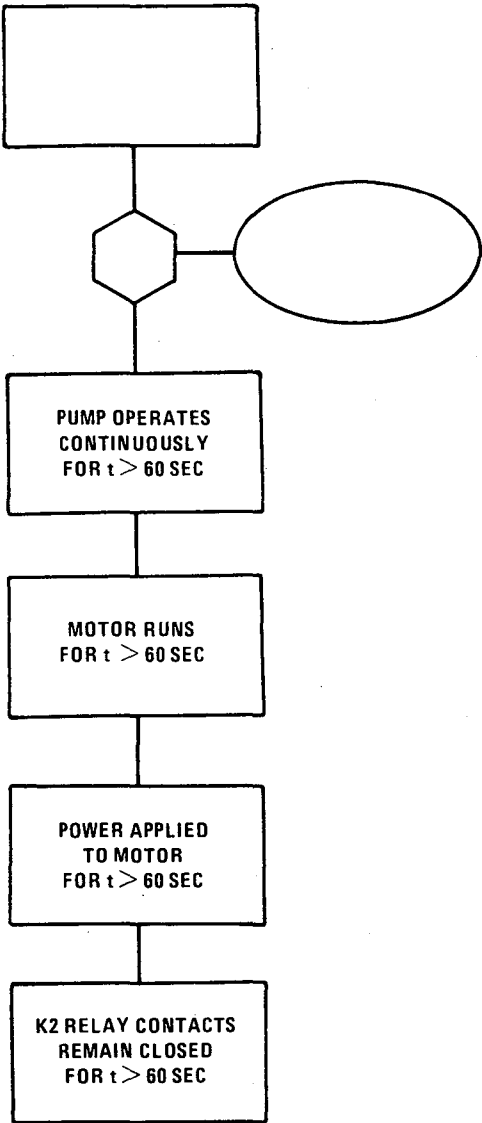 PUMP OPERATES
CONTINUOUSLY
FOR t > 60 SEC
MOTOR RUNS
FOR t > 60 SEC
POWER APPLIED
TO MOTOR
FOR t > 60 SEC
K2 RELAY CONTACTS
REMAIN CLOSED
FOR t > 60 SEC